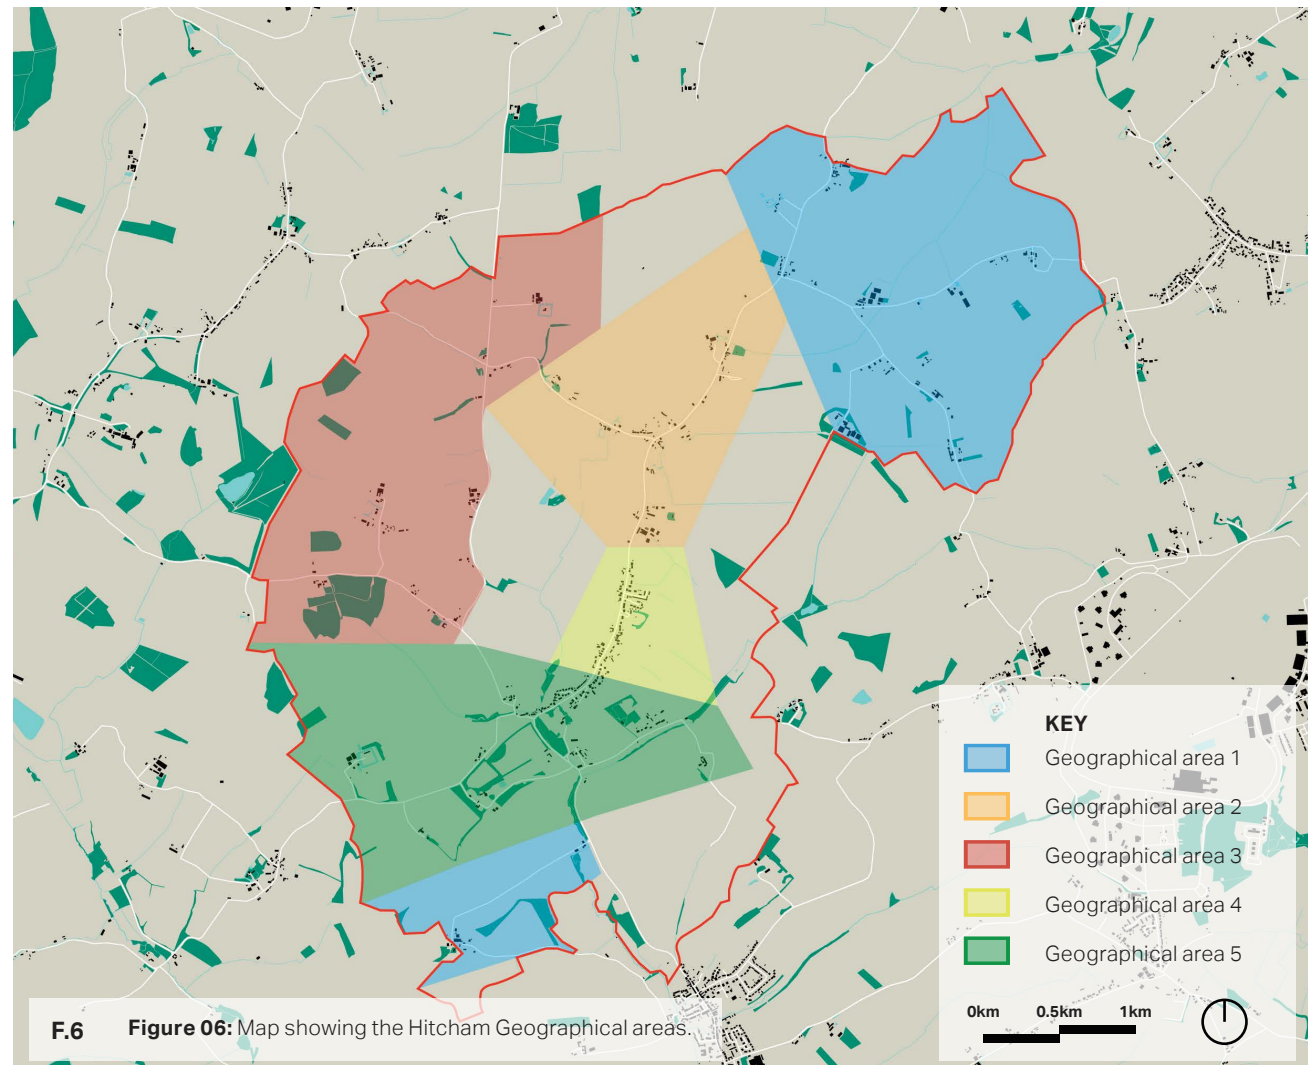 KEY
Geographical area 1
Geographical area 2
Geographical area 3
Geographical area 4
Geographical area 5
0km 0.5km 1km
F.6 Figure 06: Map showing the Hitcham Geographical areas.